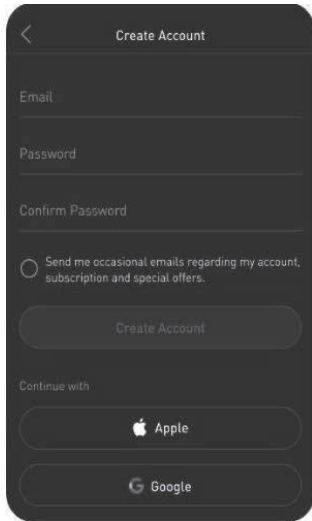 Create Account
Email
Password
Confirm Password
Send me occasional emails regarding my account,
subscription and special offers.
Create Account
Continue with
Apple
Google